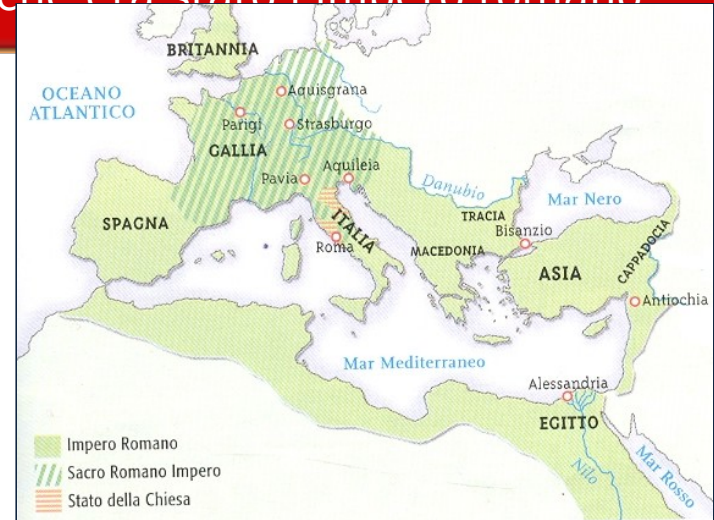 BRITANNIA
OCEANO
ATLANTICO
Aquisgrana
Parigi
Strasburgo
GALLIA
Pavia
Aquileia
Danubio
Mar Nero
SPAGNA
ITALIA
TRACIA
Bisanzio
Roma
MACEDONIA
ASIA
CAPPADOCIA
Antiochia
Mar Mediterraneo
Alessandria
EGITTO
Nilo
Mar Rosso
Impero Romano
Sacro Romano Impero
Stato della Chiesa